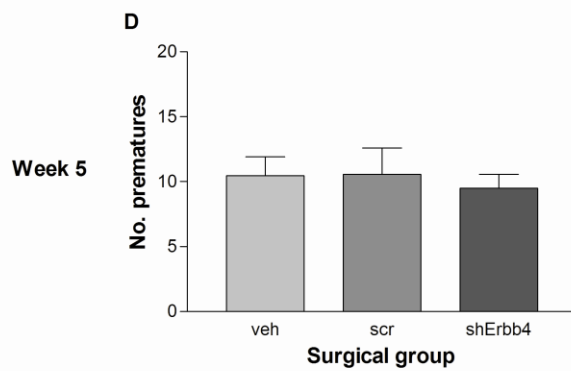 D
20
15
10
5
0
No. prematures
Week 5
veh scr shErbb4
Surgical group